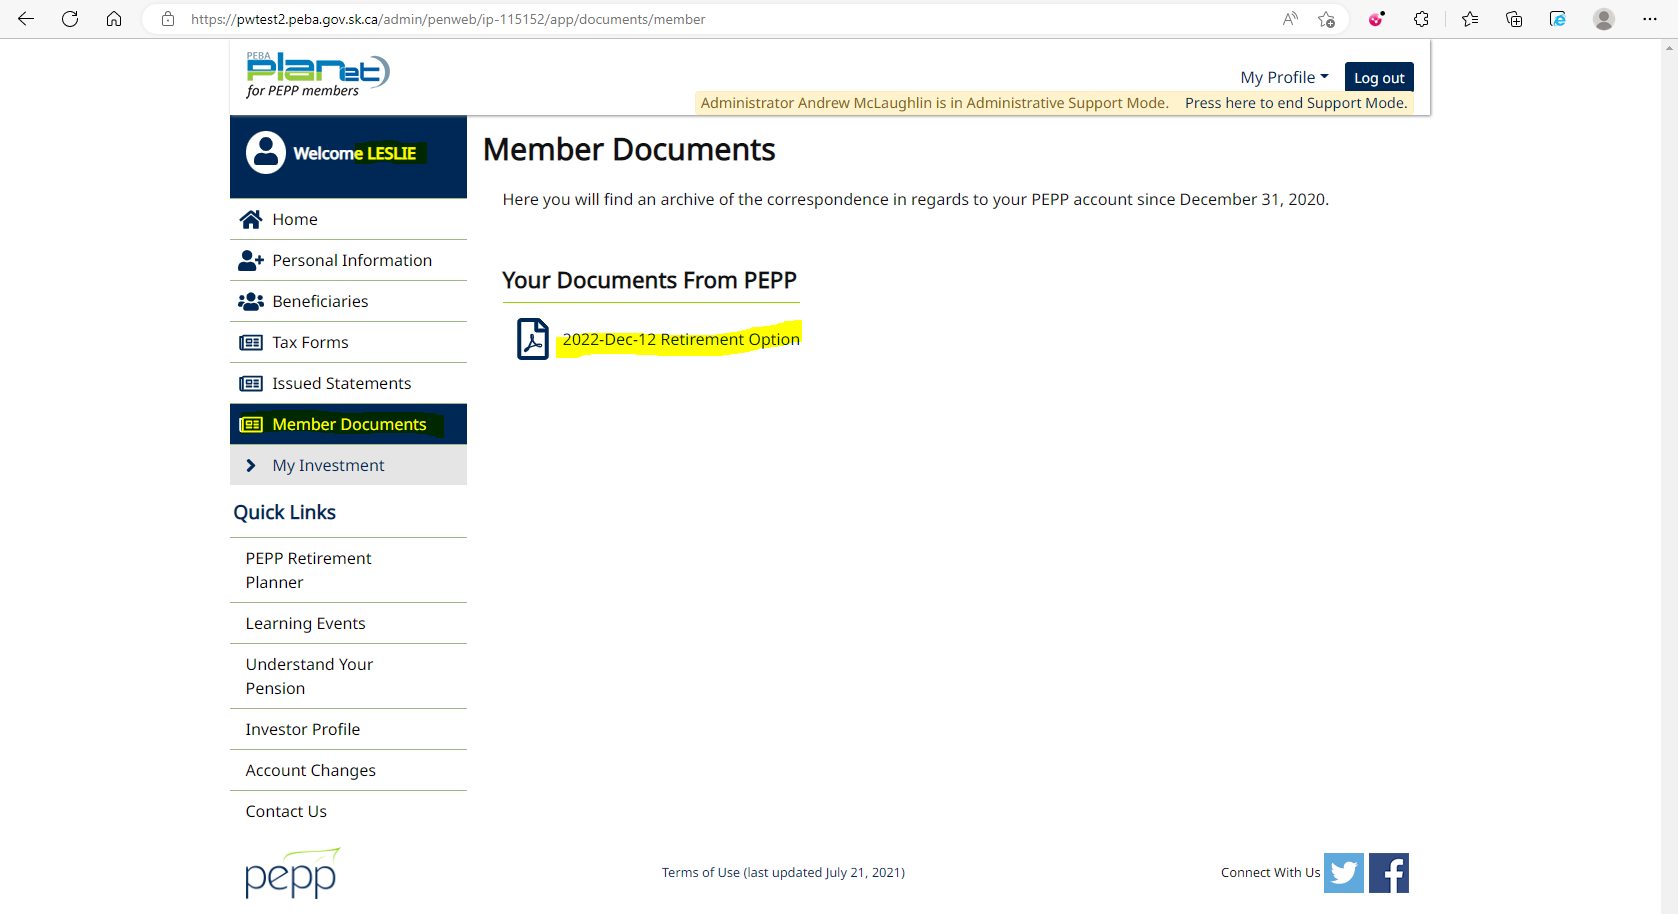 https://pwtest2.peba.gov.sk.ca/admin/penweb/ip-115152/app/documents/member
PEBA
planet
for PEPP members
My Profile
Log out
Administrator Andrew McLaughlin is in Administrative Support Mode. Press here to end Support Mode.
Welcome LESLIE
Home
Personal Information
Beneficiaries
Tax Forms
Issued Statements
Member Documents
My Investment
Quick Links
PEPP Retirement
Planner
Learning Events
Understand Your
Pension
Investor Profile
Account Changes
Contact Us
Member Documents
Here you will find an archive of the correspondence in regards to your PEPP account since December 31, 2020.
Your Documents From PEPP
2022-Dec-12 Retirement Option
pepp
Terms of Use (last updated July 21, 2021)
Connect With Us